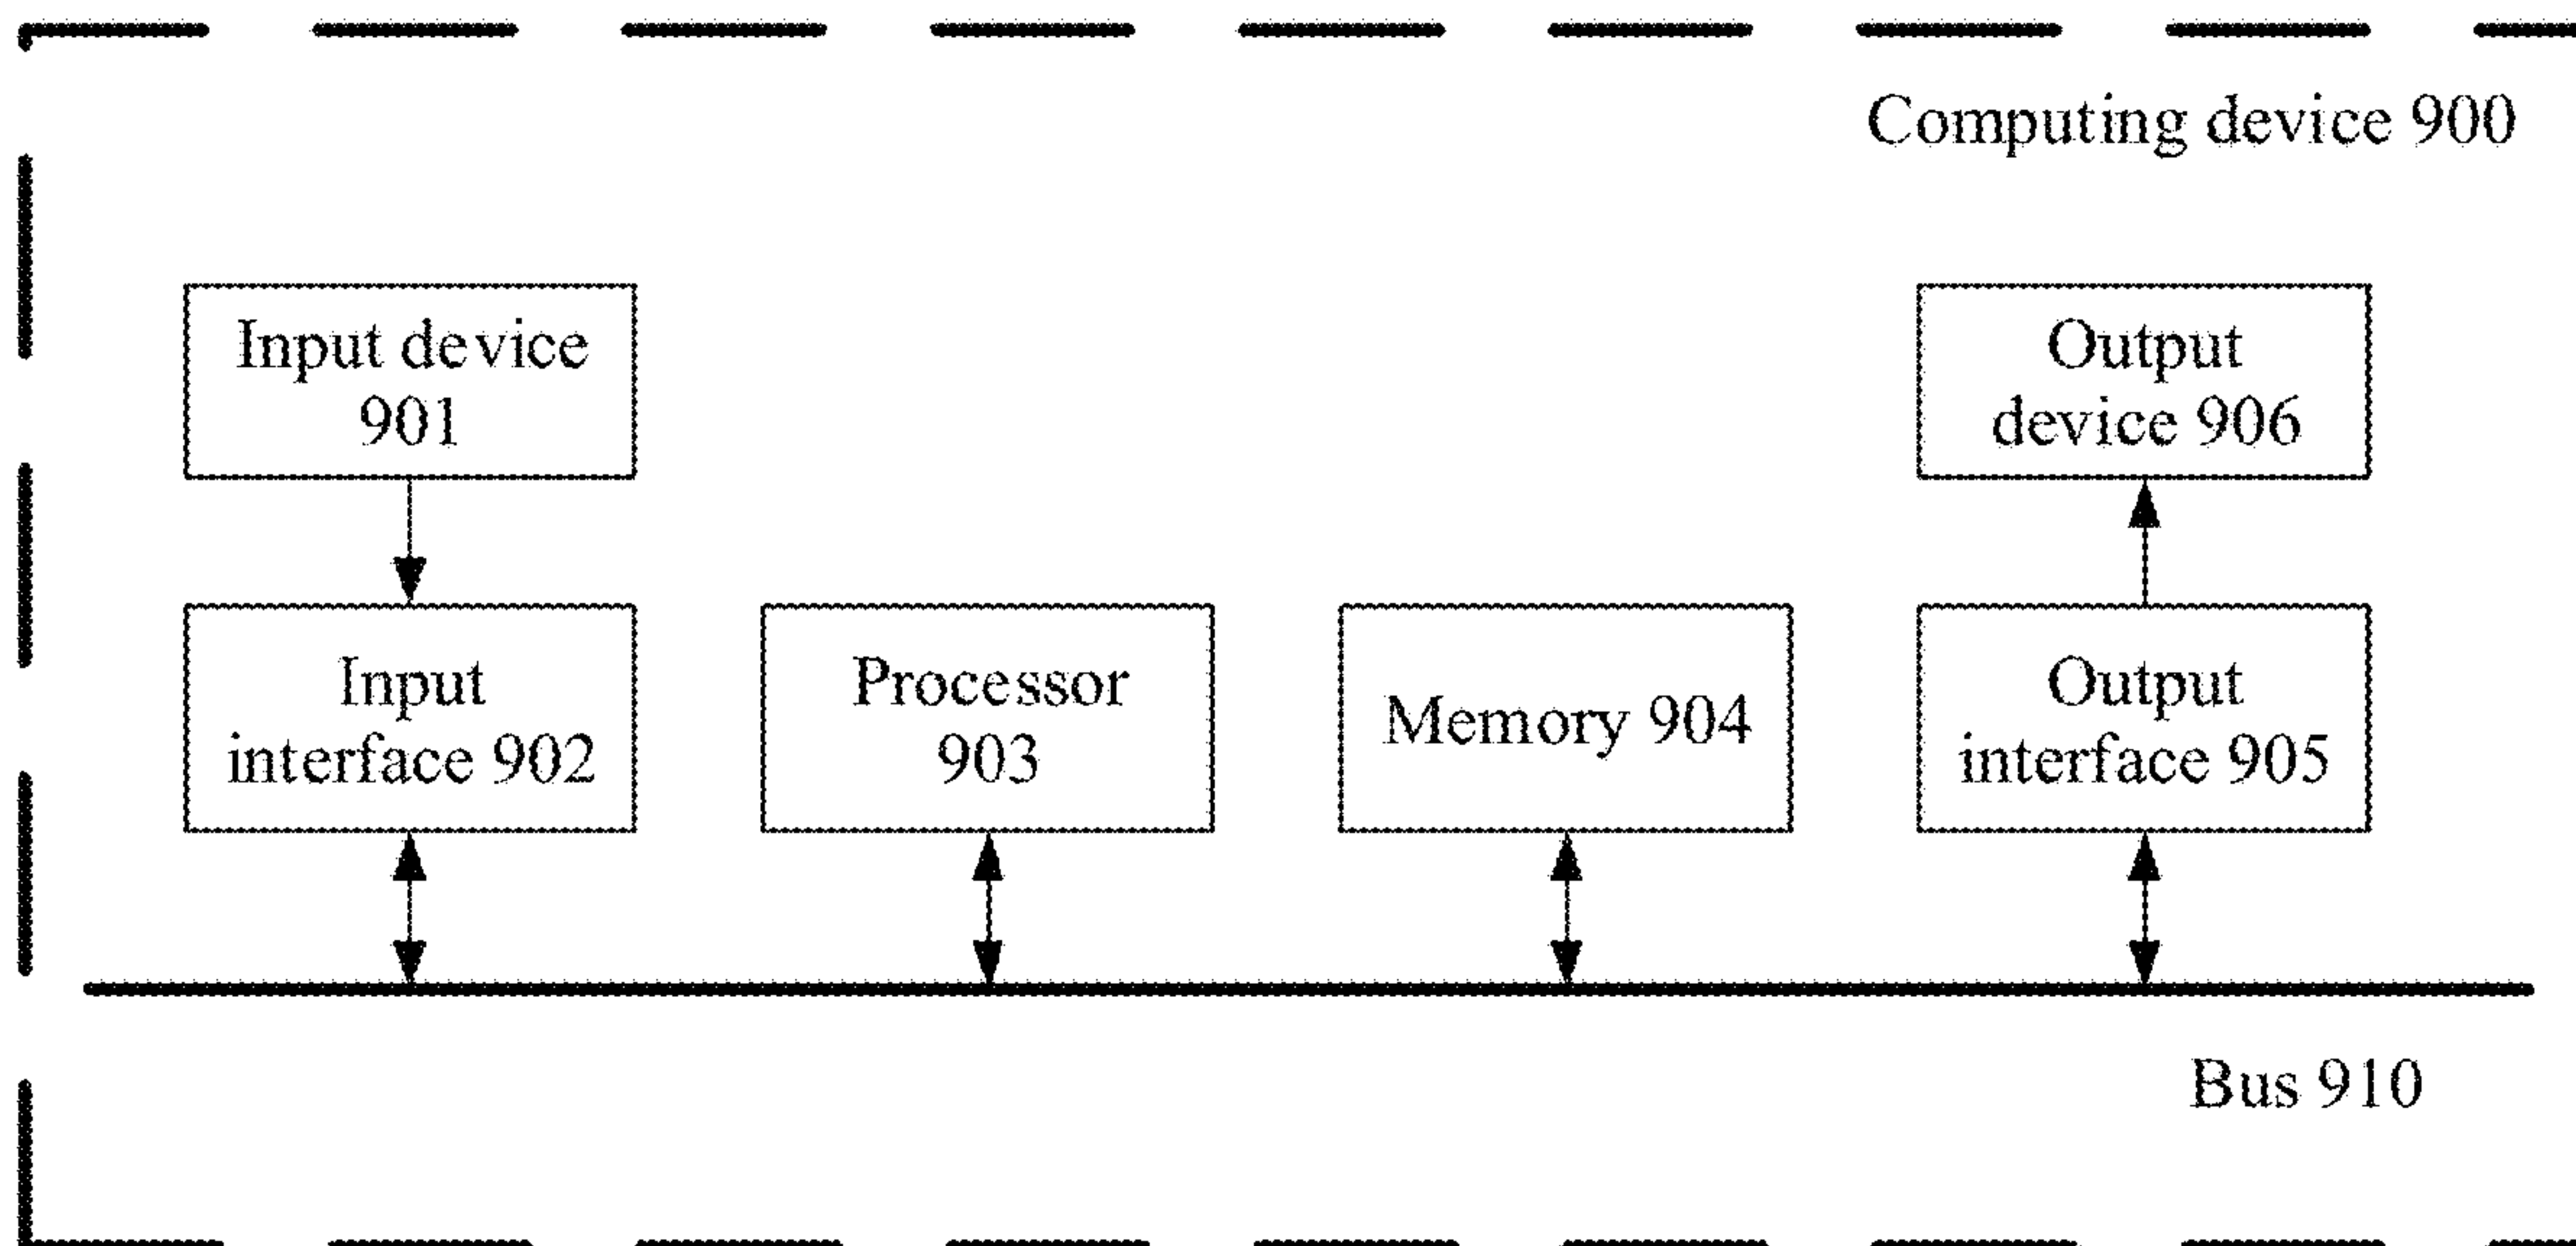 Computing device 900
Input device
901
Output
device 906
Input
interface 902
Processor
903
Memory 904
Output
interface 905
Bus 910